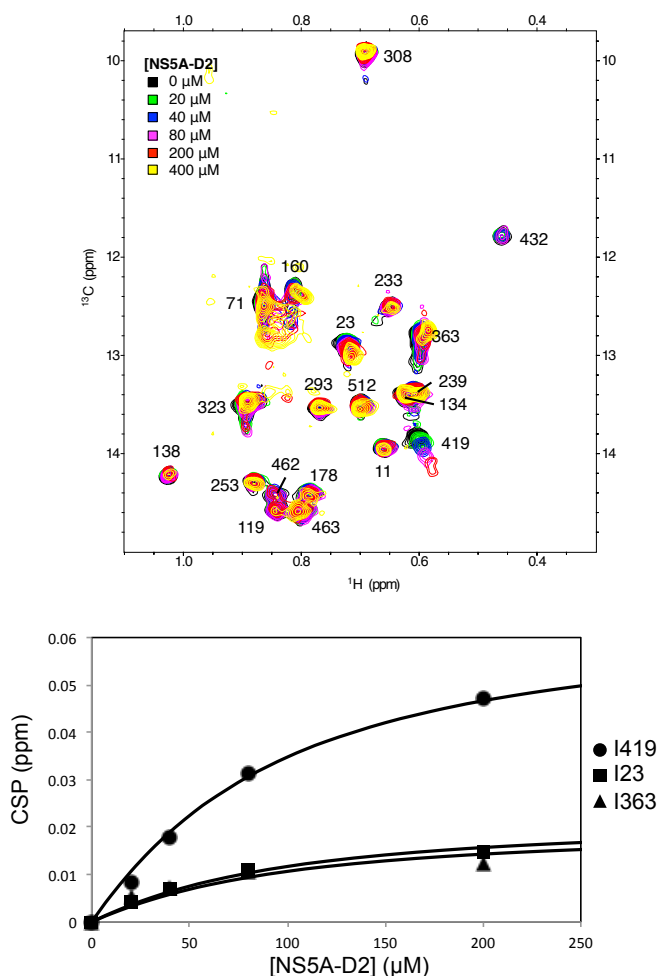 1.0 0.8 0.6 0.4
[NS5A-D2]
0 µM
20 µM
40 µM
80 µM
200 µM
400 µM
10 10
11 11
12 12
13 13
14 14
¹³C (ppm)
308
432
160
233
71
23
363
293 512
239
134
323
419
138
11
253
462 178
119
463
1.0 0.8 0.6 0.4
¹H (ppm)
0.06
0.05
0.04
0.03
0.02
0.01
0
CSP (ppm)
I419
I23
I363
0 50 100 150 200 250
[NS5A-D2] (µM)